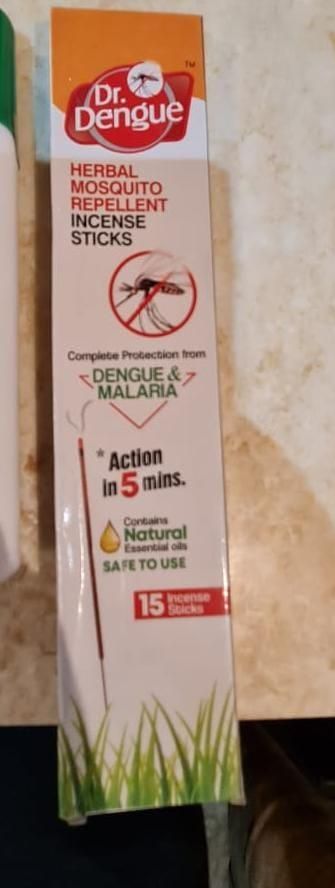 TM
Dr.
Dengue
HERBAL
MOSQUITO
REPELLENT
INCENSE
STICKS
Complete Protection from
DENGUE &
MALARIA
* Action
in 5 mins.
Contains
Natural
Essential oils
SAFE TO USE
15 Incense
Sticks